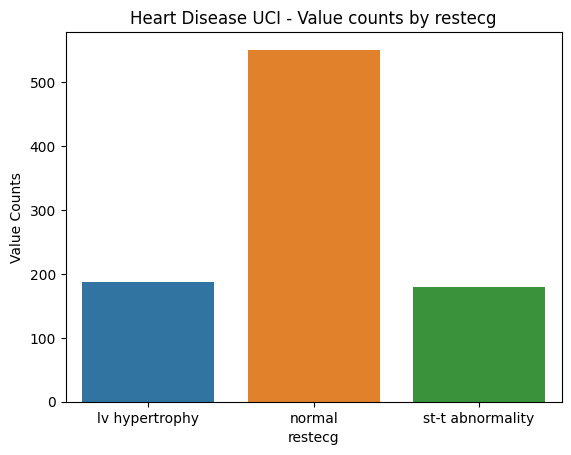 Heart Disease UCI - Value counts by restecg
Value Counts
500
400
300
200
100
0
lv hypertrophy normal st-t abnormality
restecg